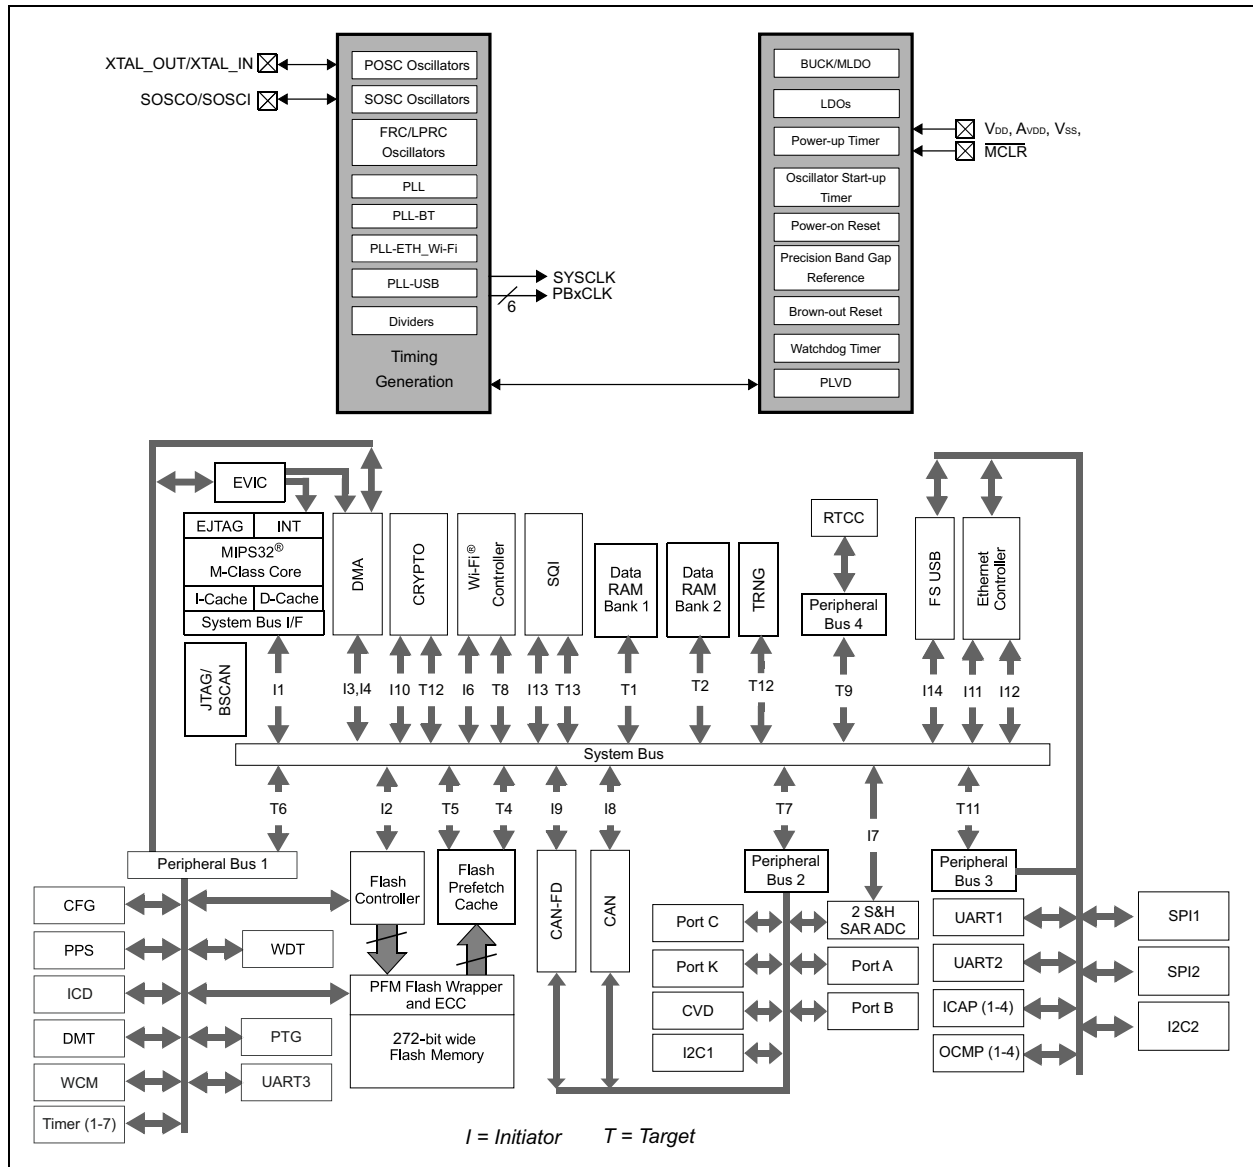 XTAL_OUT/XTAL_IN
SOSCO/SOSCI
POSC Oscillators
SOSC Oscillators
FRC/LPRC
Oscillators
PLL
PLL-BT
PLL-ETH_Wi-Fi
PLL-USB
Dividers
Timing
Generation
SYSCLK
PBxCLK
6
BUCK/MLDO
LDOs
Power-up Timer
Oscillator Start-up
Timer
Power-on Reset
Precision Band Gap
Reference
Brown-out Reset
Watchdog Timer
PLVD
VDD, AVDD, VSS,
MCLR
EVIC
EJTAG
INT
MIPS32®
M-Class Core
I-Cache
D-Cache
System Bus I/F
JTAG/
BSCAN
DMA
CRYPTO
Wi-Fi®
Controller
SQI
Data
RAM
Bank 1
Data
RAM
Bank 2
TRNG
RTCC
Peripheral
Bus 4
FS USB
Ethernet
Controller
I1
I3,I4
I10
T12
I6
T8
I13
T13
T1
T2
T12
T9
I14
I11
I12
System Bus
T6
I2
T5
T4
I9
I8
T7
I7
T11
Peripheral Bus 1
CFG
PPS
ICD
DMT
WCM
Timer (1-7)
WDT
PTG
UART3
Flash
Controller
Flash
Prefetch
Cache
PFM Flash Wrapper
and ECC
272-bit wide
Flash Memory
CAN-FD
CAN
Peripheral
Bus 2
Port C
Port K
CVD
I2C1
2 S&H
SAR ADC
Port A
Port B
Peripheral
Bus 3
UART1
UART2
ICAP (1-4)
OCMP (1-4)
SPI1
SPI2
I2C2
I = Initiator T = Target